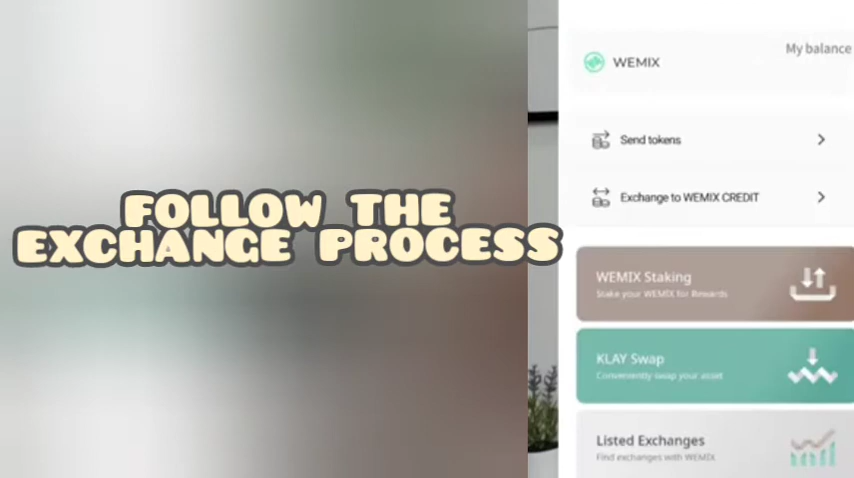 FOLLOW THE
EXCHANGE PROCESS
My balance
WEMIX
Send tokens
Exchange to WEMIX CREDIT
WEMIX Staking
Stake your WEMIX for Rewards
KLAY Swap
Conveniently swap your asset
Listed Exchanges
Find exchanges with WEMIX